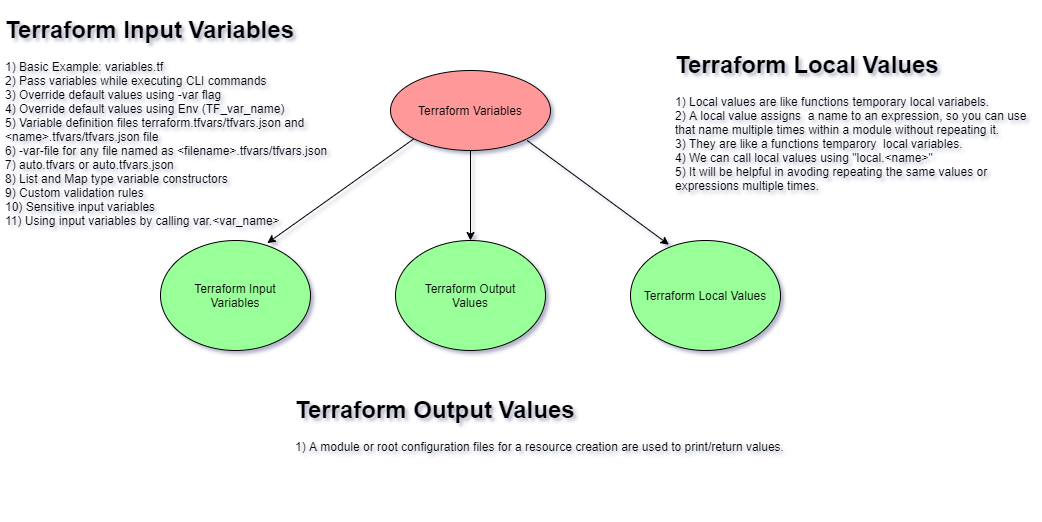 Terraform Input Variables
1) Basic Example: variables.tf
2) Pass variables while executing CLI commands
3) Override default values using -var flag
4) Override default values using Env (TF_var_name)
5) Variable definition files terraform.tfvars/tfvars.json and
<name>.tfvars/tfvars.json file
6) -var-file for any file named as <filename>.tfvars/tfvars.json
7) auto.tfvars or auto.tfvars.json
8) List and Map type variable constructors
9) Custom validation rules
10) Sensitive input variables
11) Using input variables by calling var.<var_name>
Terraform Variables
Terraform Local Values
1) Local values are like functions temporary local variabels.
2) A local value assigns  a name to an expression, so you can use
that name multiple times within a module without repeating it.
3) They are like a functions temparory  local variables.
4) We can call local values using "local.<name>"
5) It will be helpful in avoding repeating the same values or
expressions multiple times.
Terraform Input
Variables
Terraform Output
Values
Terraform Local Values
Terraform Output Values
1) A module or root configuration files for a resource creation are used to print/return values.